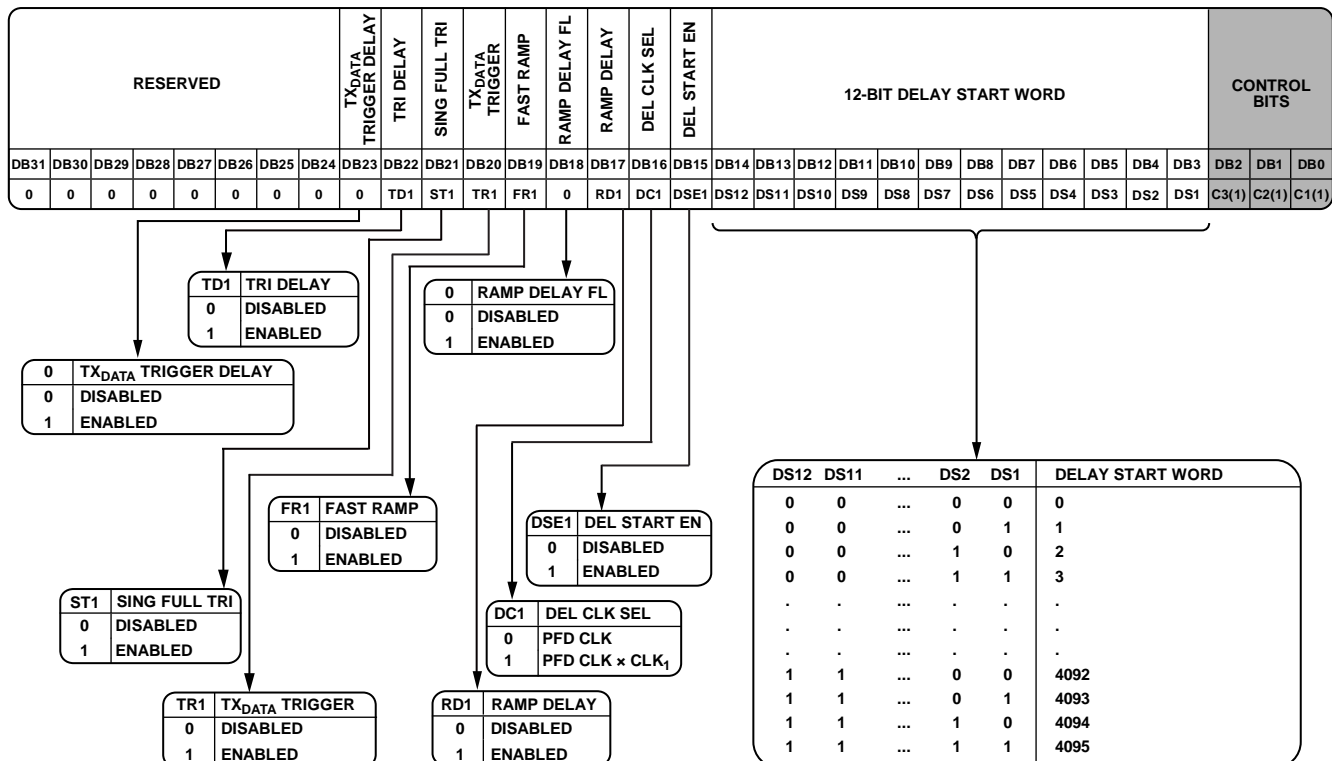 RESERVED
TXDATA TRIGGER DELAY
TRI DELAY
SING FULL TRI
TXDATA TRIGGER
FAST RAMP
RAMP DELAY FL
RAMP DELAY
DEL CLK SEL
DEL START EN
12-BIT DELAY START WORD
CONTROL BITS
DB31 DB30 DB29 DB28 DB27 DB26 DB25 DB24 DB23 DB22 DB21 DB20 DB19 DB18 DB17 DB16 DB15 DB14 DB13 DB12 DB11 DB10 DB9 DB8 DB7 DB6 DB5 DB4 DB3 DB2 DB1 DB0
0 0 0 0 0 0 0 0 0 TD1 ST1 TR1 FR1 0 RD1 DC1 DSE1 DS12 DS11 DS10 DS9 DS8 DS7 DS6 DS5 DS4 DS3 DS2 DS1 C3(1) C2(1) C1(1)
TD1 TRI DELAY
0 DISABLED
1 ENABLED
0 RAMP DELAY FL
0 DISABLED
1 ENABLED
0 TXDATA TRIGGER DELAY
0 DISABLED
1 ENABLED
FR1 FAST RAMP
0 DISABLED
1 ENABLED
DSE1 DEL START EN
0 DISABLED
1 ENABLED
ST1 SING FULL TRI
0 DISABLED
1 ENABLED
DC1 DEL CLK SEL
0 PFD CLK
1 PFD CLK × CLK1
TR1 TXDATA TRIGGER
0 DISABLED
1 ENABLED
RD1 RAMP DELAY
0 DISABLED
1 ENABLED
DS12 DS11 ... DS2 DS1 DELAY START WORD
0 0 ... 0 0 0
0 0 ... 0 1 1
0 0 ... 1 0 2
0 0 ... 1 1 3
. . ... . . .
. . ... . . .
. . ... . . .
1 1 ... 0 0 4092
1 1 ... 0 1 4093
1 1 ... 1 0 4094
1 1 ... 1 1 4095